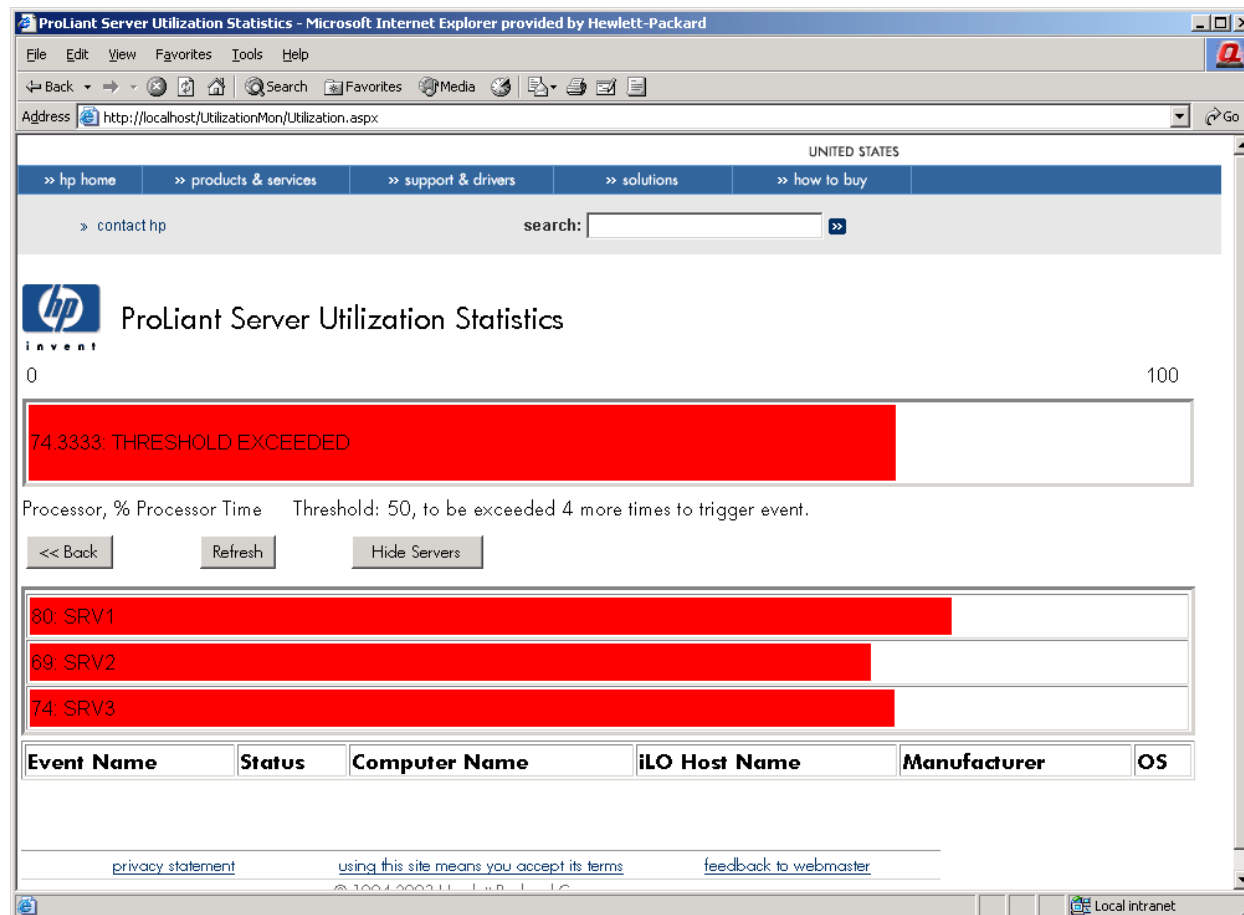 ProLiant Server Utilization Statistics - Microsoft Internet Explorer provided by Hewlett-Packard
File Edit View Favorites Tools Help
Back Search Favorites Media
Address http://localhost/UtilizationMon/Utilization.aspx Go
UNITED STATES
» hp home » products & services » support & drivers » solutions » how to buy
» contact hp search: »
hp
invent
ProLiant Server Utilization Statistics
0 100
74.3333: THRESHOLD EXCEEDED
Processor, % Processor Time Threshold: 50, to be exceeded 4 more times to trigger event.
<< Back Refresh Hide Servers
80: SRV1
69: SRV2
74: SRV3
Event Name Status Computer Name iLO Host Name Manufacturer OS
privacy statement using this site means you accept its terms feedback to webmaster
Local intranet